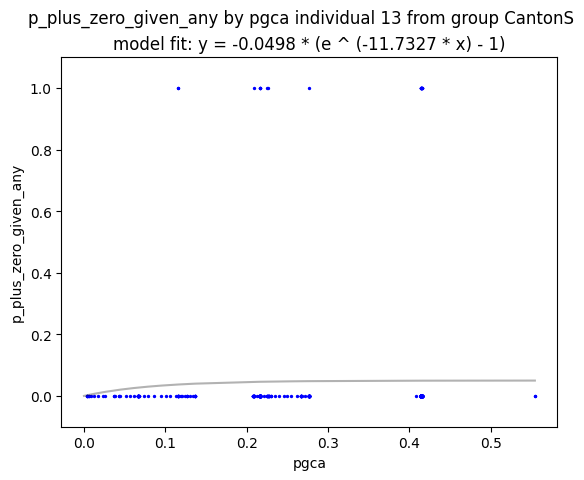 p_plus_zero_given_any by pgca individual 13 from group CantonS
model fit: y = -0.0498 * (e ^ (-11.7327 * x) - 1)
p_plus_zero_given_any
1.0
0.8
0.6
0.4
0.2
0.0
0.0 0.1 0.2 0.3 0.4 0.5
pgca